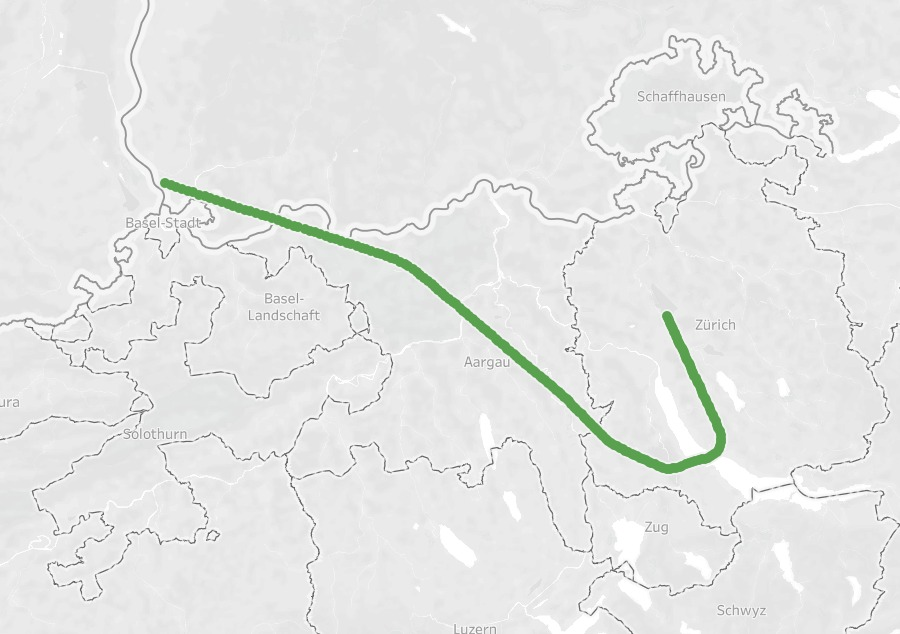 Schaffhausen
Basel-Stadt
Basel-
Landschaft
Zürich
Aargau
ura
Solothurn
Zug
Schwyz
Luzern